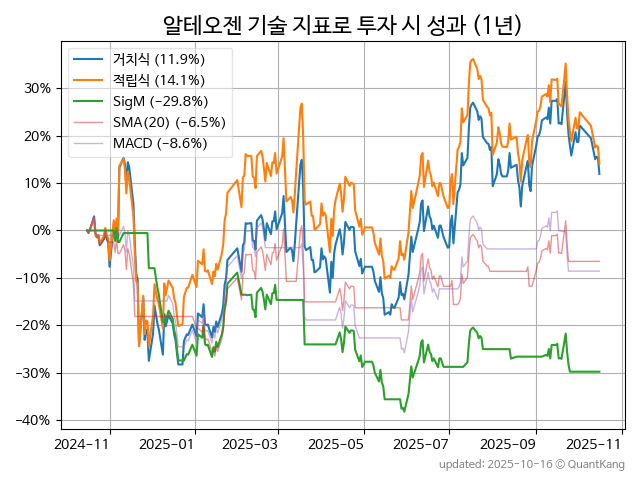 알테오젠 기술 지표로 투자 시 성과 (1년)
거치식 (11.9%)
적립식 (14.1%)
SigM (−29.8%)
SMA(20) (−6.5%)
MACD (−8.6%)
30%
20%
10%
0%
−10%
−20%
−30%
−40%
2024-11 2025-01 2025-03 2025-05 2025-07 2025-09 2025-11
updated: 2025-10-16 © QuantKang